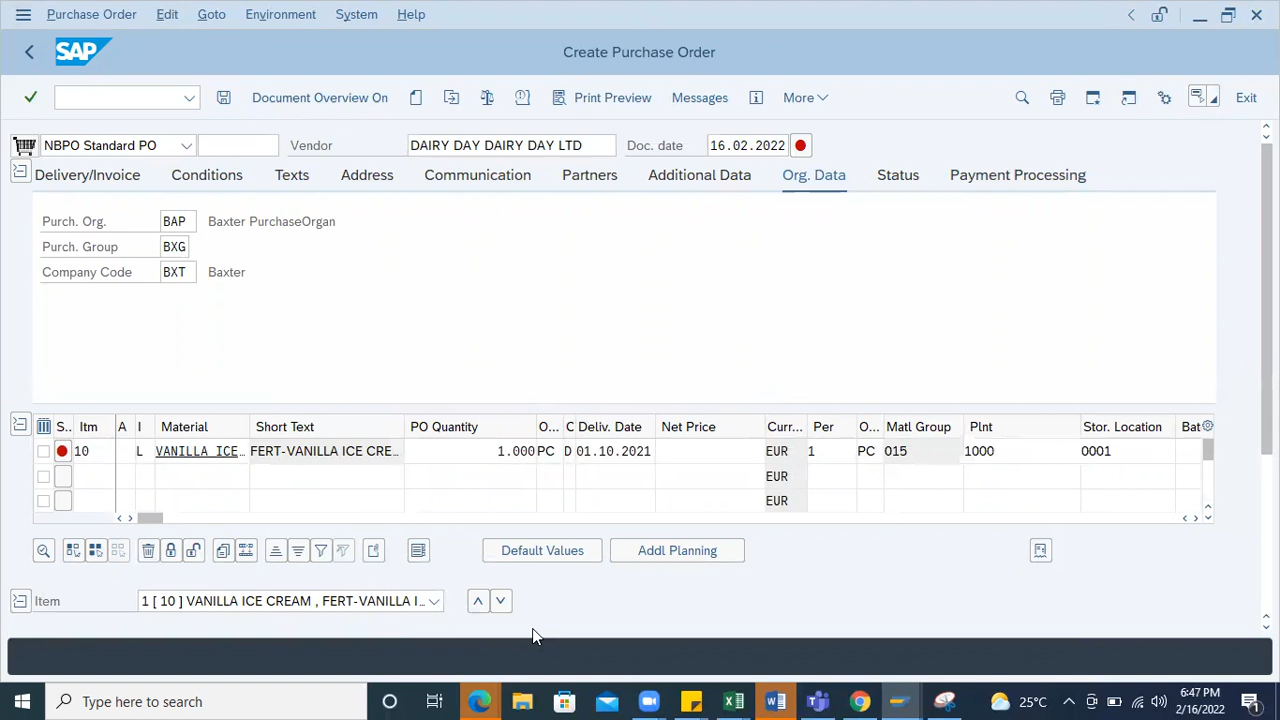 Purchase Order Edit Goto Environment System Help
SAP Create Purchase Order
Document Overview On Print Preview Messages More Exit
NBPO Standard PO Vendor DAIRY DAY DAIRY DAY LTD Doc. date 16.02.2022
Delivery/Invoice Conditions Texts Address Communication Partners Additional Data Org. Data Status Payment Processing
Purch. Org. BAP Baxter PurchaseOrgan
Purch. Group BXG
Company Code BXT Baxter
S.. Itm A I Material Short Text PO Quantity O... C Deliv. Date Net Price Curr... Per O... Matl Group Plnt Stor. Location Bat
10 L VANILLA ICE... FERT-VANILLA ICE CRE... 1.000 PC D 01.10.2021 EUR 1 PC 015 1000 0001
EUR
EUR
Default Values Addl Planning
Item 1 [ 10 ] VANILLA ICE CREAM , FERT-VANILLA I...
Type here to search 25°C 6:47 PM
2/16/2022 1